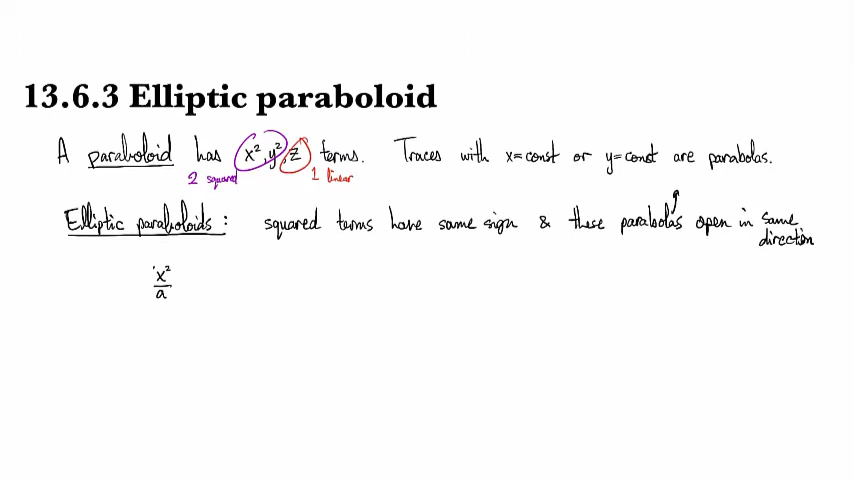 13.6.3 Elliptic paraboloid
A paraboloid has x², y², z terms. Traces with x=const or y=const are parabolas.
2 squared 1 linear
Elliptic paraboloids: squared terms have same sign & these parabolas open in same direction
x²
a